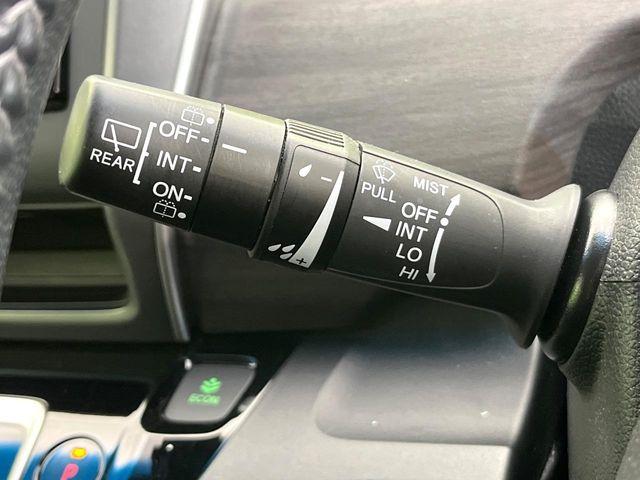 REAR
OFF
INT
ON
PULL
MIST
OFF
INT
LO
HI
ECON
P